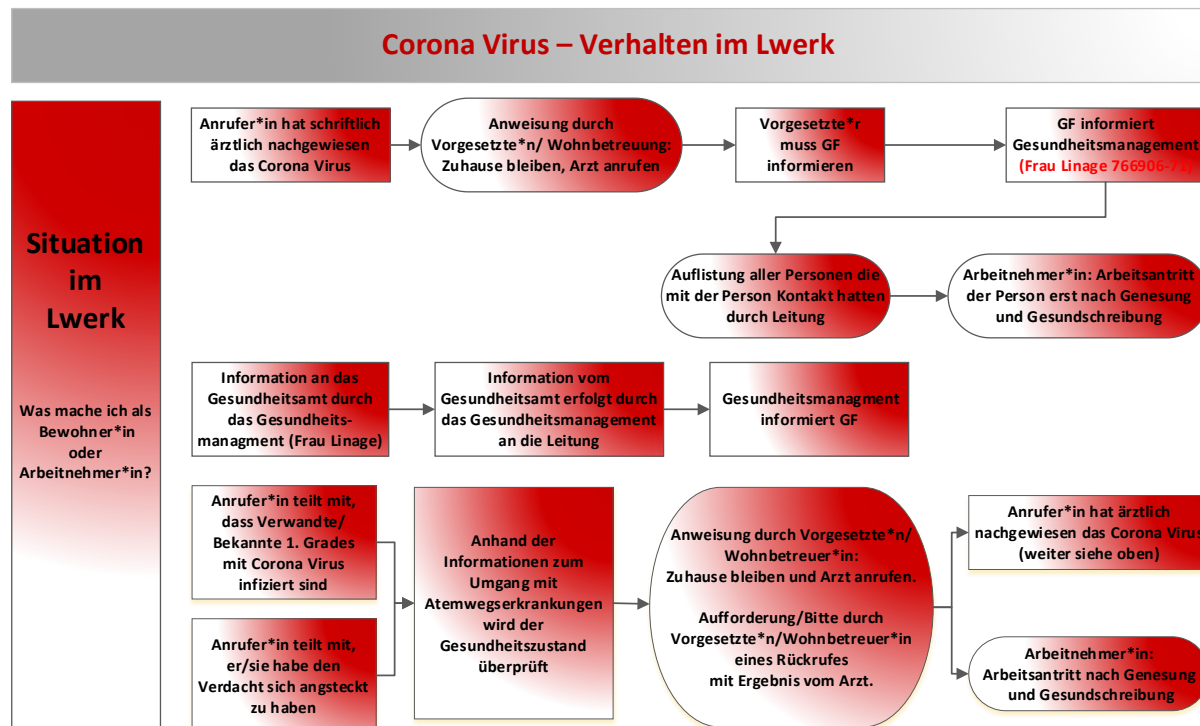 Corona Virus – Verhalten im Lwerk
Situation
im
Lwerk
Was mache ich als
Bewohner*in
oder
Arbeitnehmer*in?
Anrufer*in hat schriftlich
ärztlich nachgewiesen
das Corona Virus
Anweisung durch
Vorgesetzte*n/ Wohnbetreuung:
Zuhause bleiben, Arzt anrufen
Vorgesetzte*r
muss GF
informieren
GF informiert
Gesundheitsmanagement
(Frau Linage 766906-71)
Auflistung aller Personen die
mit der Person Kontakt hatten
durch Leitung
Arbeitnehmer*in: Arbeitsantritt
der Person erst nach Genesung
und Gesundschreibung
Information an das
Gesundheitsamt durch
das Gesundheits-
managment (Frau Linage)
Information vom
Gesundheitsamt erfolgt durch
das Gesundheitsmanagement
an die Leitung
Gesundheitsmanagment
informiert GF
Anrufer*in teilt mit,
dass Verwandte/
Bekannte 1. Grades
mit Corona Virus
infiziert sind
Anrufer*in teilt mit,
er/sie habe den
Verdacht sich angsteckt
zu haben
Anhand der
Informationen zum
Umgang mit
Atemwegserkrankungen
wird der
Gesundheitszustand
überprüft
Anweisung durch Vorgesetzte*n/
Wohnbetreuer*in:
Zuhause bleiben und Arzt anrufen.
Aufforderung/Bitte durch
Vorgesetzte*n/Wohnbetreuer*in
eines Rückrufes
mit Ergebnis vom Arzt.
Anrufer*in hat ärztlich
nachgewiesen das Corona Virus
(weiter siehe oben)
Arbeitnehmer*in:
Arbeitsantritt nach Genesung
und Gesundschreibung